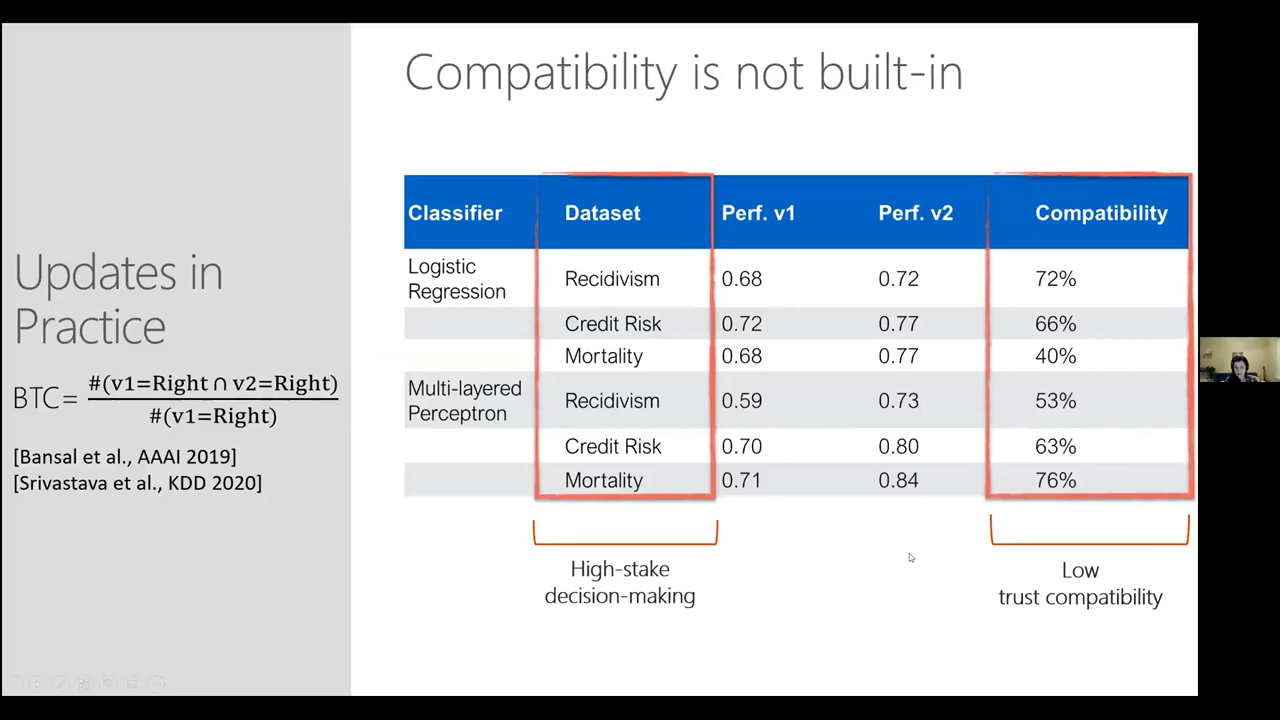 Compatibility is not built-in
Updates in
Practice
BTC= #(v1=Right ∩ v2=Right)
#(v1=Right)
[Bansal et al., AAAI 2019]
[Srivastava et al., KDD 2020]
Classifier Dataset Perf. v1 Perf. v2 Compatibility
Logistic
Regression Recidivism 0.68 0.72 72%
Credit Risk 0.72 0.77 66%
Mortality 0.68 0.77 40%
Multi-layered
Perceptron Recidivism 0.59 0.73 53%
Credit Risk 0.70 0.80 63%
Mortality 0.71 0.84 76%
High-stake
decision-making
Low
trust compatibility